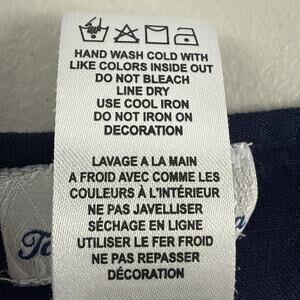 HAND WASH COLD WITH
LIKE COLORS INSIDE OUT
DO NOT BLEACH
LINE DRY
USE COOL IRON
DO NOT IRON ON
DECORATION
LAVAGE A LA MAIN
A FROID AVEC COMME LES
COULEURS À L'INTÉRIEUR
NE PAS JAVELLISER
SÉCHAGE EN LIGNE
UTILISER LE FER FROID
NE PAS REPASSER
DÉCORATION